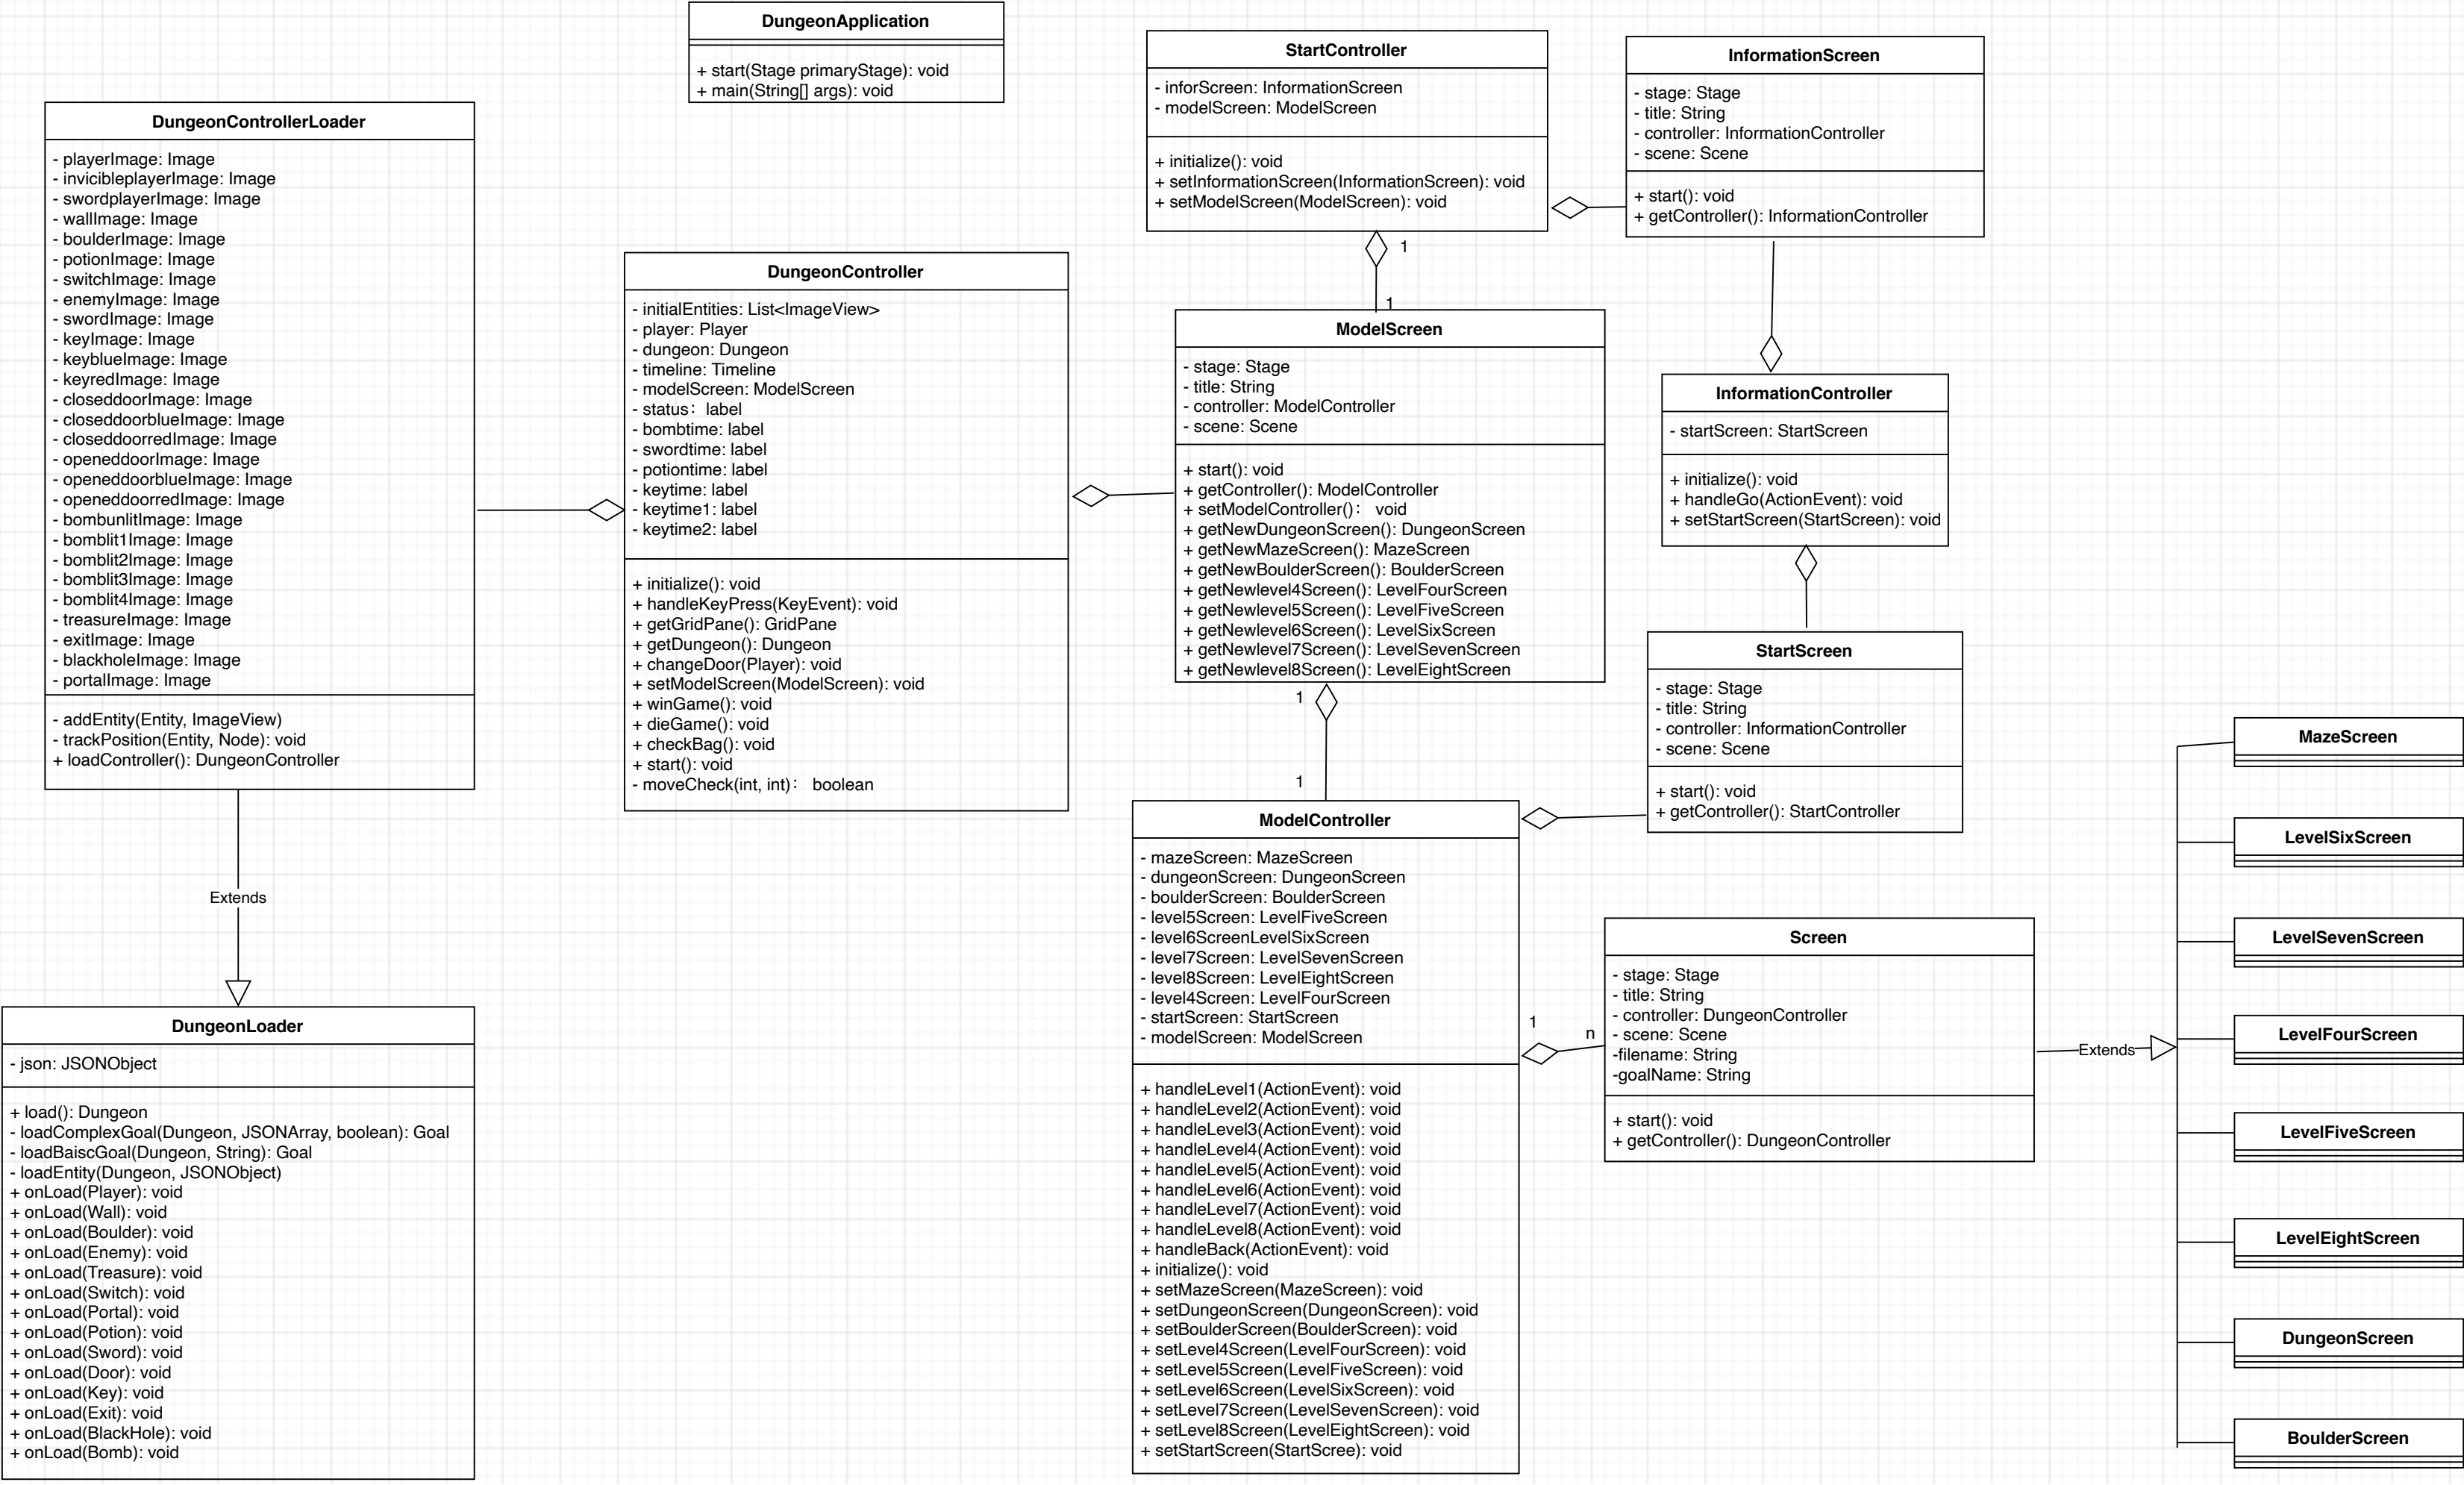 DungeonApplication
+ start(Stage primaryStage): void
+ main(String[] args): void
DungeonControllerLoader
- playerImage: Image
- invicibleplayerImage: Image
- swordplayerImage: Image
- wallImage: Image
- boulderImage: Image
- potionImage: Image
- switchImage: Image
- enemyImage: Image
- swordImage: Image
- keyImage: Image
- keyblueImage: Image
- keyredImage: Image
- closeddoorImage: Image
- closeddoorblueImage: Image
- closeddoorredImage: Image
- openeddoorImage: Image
- openeddoorblueImage: Image
- openeddoorredImage: Image
- bombunlitImage: Image
- bomblit1Image: Image
- bomblit2Image: Image
- bomblit3Image: Image
- bomblit4Image: Image
- treasureImage: Image
- exitImage: Image
- blackholeImage: Image
- portalImage: Image
- addEntity(Entity, ImageView)
- trackPosition(Entity, Node): void
+ loadController(): DungeonController
Extends
DungeonLoader
- json: JSONObject
+ load(): Dungeon
- loadComplexGoal(Dungeon, JSONArray, boolean): Goal
- loadBaiscGoal(Dungeon, String): Goal
- loadEntity(Dungeon, JSONObject)
+ onLoad(Player): void
+ onLoad(Wall): void
+ onLoad(Boulder): void
+ onLoad(Enemy): void
+ onLoad(Treasure): void
+ onLoad(Switch): void
+ onLoad(Portal): void
+ onLoad(Potion): void
+ onLoad(Sword): void
+ onLoad(Door): void
+ onLoad(Key): void
+ onLoad(Exit): void
+ onLoad(BlackHole): void
+ onLoad(Bomb): void
DungeonController
- initialEntities: List<ImageView>
- player: Player
- dungeon: Dungeon
- timeline: Timeline
- modelScreen: ModelScreen
- status： label
- bombtime: label
- swordtime: label
- potiontime: label
- keytime: label
- keytime1: label
- keytime2: label
+ initialize(): void
+ handleKeyPress(KeyEvent): void
+ getGridPane(): GridPane
+ getDungeon(): Dungeon
+ changeDoor(Player): void
+ setModelScreen(ModelScreen): void
+ winGame(): void
+ dieGame(): void
+ checkBag(): void
+ start(): void
- moveCheck(int, int)： boolean
StartController
- inforScreen: InformationScreen
- modelScreen: ModelScreen
+ initialize(): void
+ setInformationScreen(InformationScreen): void
+ setModelScreen(ModelScreen): void
1
1
ModelScreen
- stage: Stage
- title: String
- controller: ModelController
- scene: Scene
+ start(): void
+ getController(): ModelController
+ setModelController()： void
+ getNewDungeonScreen(): DungeonScreen
+ getNewMazeScreen(): MazeScreen
+ getNewBoulderScreen(): BoulderScreen
+ getNewlevel4Screen(): LevelFourScreen
+ getNewlevel5Screen(): LevelFiveScreen
+ getNewlevel6Screen(): LevelSixScreen
+ getNewlevel7Screen(): LevelSevenScreen
+ getNewlevel8Screen(): LevelEightScreen
1
1
ModelController
- mazeScreen: MazeScreen
- dungeonScreen: DungeonScreen
- boulderScreen: BoulderScreen
- level5Screen: LevelFiveScreen
- level6ScreenLevelSixScreen
- level7Screen: LevelSevenScreen
- level8Screen: LevelEightScreen
- level4Screen: LevelFourScreen
- startScreen: StartScreen
- modelScreen: ModelScreen
+ handleLevel1(ActionEvent): void
+ handleLevel2(ActionEvent): void
+ handleLevel3(ActionEvent): void
+ handleLevel4(ActionEvent): void
+ handleLevel5(ActionEvent): void
+ handleLevel6(ActionEvent): void
+ handleLevel7(ActionEvent): void
+ handleLevel8(ActionEvent): void
+ handleBack(ActionEvent): void
+ initialize(): void
+ setMazeScreen(MazeScreen): void
+ setDungeonScreen(DungeonScreen): void
+ setBoulderScreen(BoulderScreen): void
+ setLevel4Screen(LevelFourScreen): void
+ setLevel5Screen(LevelFiveScreen): void
+ setLevel6Screen(LevelSixScreen): void
+ setLevel7Screen(LevelSevenScreen): void
+ setLevel8Screen(LevelEightScreen): void
+ setStartScreen(StartScree): void
InformationScreen
- stage: Stage
- title: String
- controller: InformationController
- scene: Scene
+ start(): void
+ getController(): InformationController
InformationController
- startScreen: StartScreen
+ initialize(): void
+ handleGo(ActionEvent): void
+ setStartScreen(StartScreen): void
StartScreen
- stage: Stage
- title: String
- controller: InformationController
- scene: Scene
+ start(): void
+ getController(): StartController
1
n
Screen
- stage: Stage
- title: String
- controller: DungeonController
- scene: Scene
-filename: String
-goalName: String
+ start(): void
+ getController(): DungeonController
Extends
MazeScreen
LevelSixScreen
LevelSevenScreen
LevelFourScreen
LevelFiveScreen
LevelEightScreen
DungeonScreen
BoulderScreen